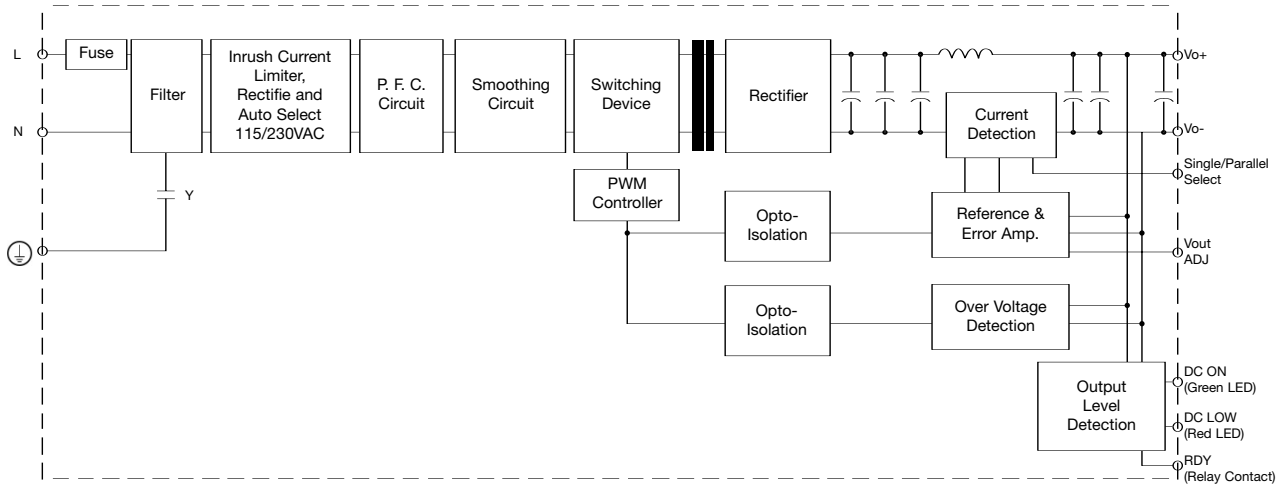 L
Fuse
Filter
Inrush Current
Limiter,
Rectifie and
Auto Select
115/230VAC
P. F. C.
Circuit
Smoothing
Circuit
Switching
Device
Rectifier
Vo+
Current
Detection
N
Vo-
Single/Parallel
Select
Y
PWM
Controller
Opto-
Isolation
Reference &
Error Amp.
Vout
ADJ
Opto-
Isolation
Over Voltage
Detection
Output
Level
Detection
DC ON
(Green LED)
DC LOW
(Red LED)
RDY
(Relay Contact)